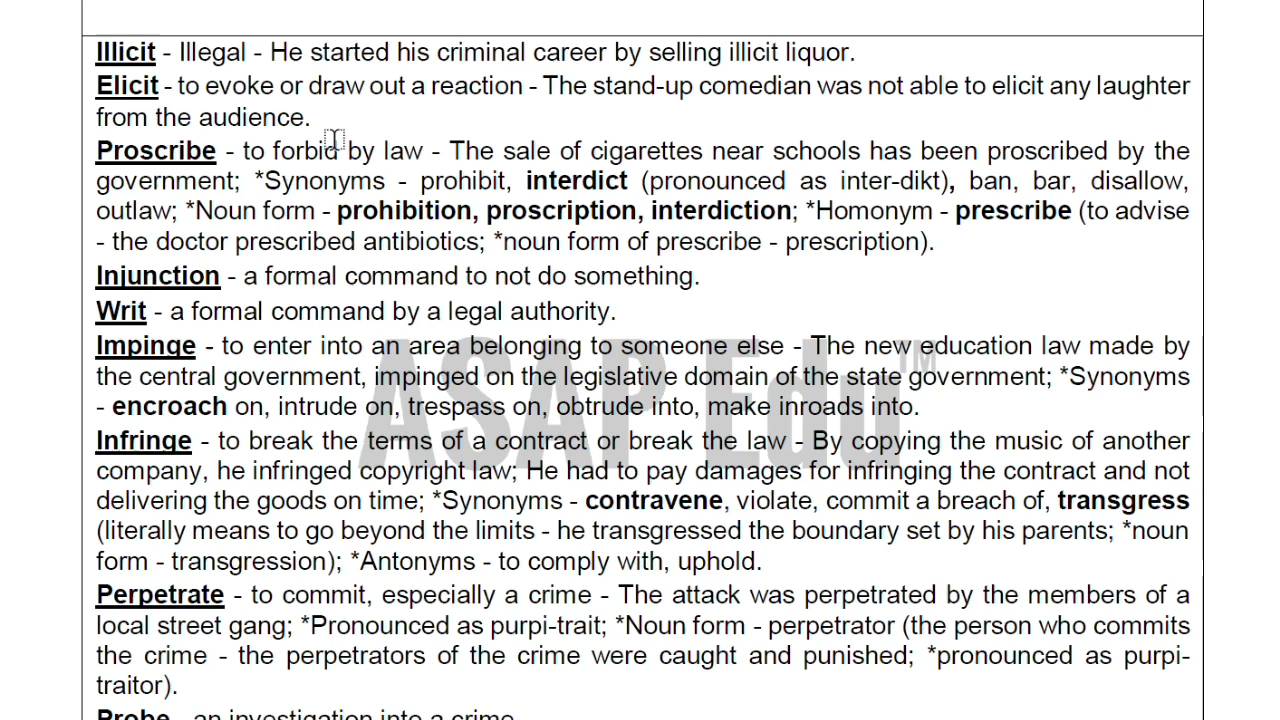 Illicit - Illegal - He started his criminal career by selling illicit liquor.
Elicit - to evoke or draw out a reaction - The stand-up comedian was not able to elicit any laughter
from the audience.
Proscribe - to forbid by law - The sale of cigarettes near schools has been proscribed by the
government; *Synonyms - prohibit, interdict (pronounced as inter-dikt), ban, bar, disallow,
outlaw; *Noun form - prohibition, proscription, interdiction; *Homonym - prescribe (to advise
- the doctor prescribed antibiotics; *noun form of prescribe - prescription).
Injunction - a formal command to not do something.
Writ - a formal command by a legal authority.
Impinge - to enter into an area belonging to someone else - The new education law made by
the central government, impinged on the legislative domain of the state government; *Synonyms
- encroach on, intrude on, trespass on, obtrude into, make inroads into.
ASAP Edu™
Infringe - to break the terms of a contract or break the law - By copying the music of another
company, he infringed copyright law; He had to pay damages for infringing the contract and not
delivering the goods on time; *Synonyms - contravene, violate, commit a breach of, transgress
(literally means to go beyond the limits - he transgressed the boundary set by his parents; *noun
form - transgression); *Antonyms - to comply with, uphold.
Perpetrate - to commit, especially a crime - The attack was perpetrated by the members of a
local street gang; *Pronounced as purpi-trait; *Noun form - perpetrator (the person who commits
the crime - the perpetrators of the crime were caught and punished; *pronounced as purpi-
traitor).
Probe - an investigation into a crime.